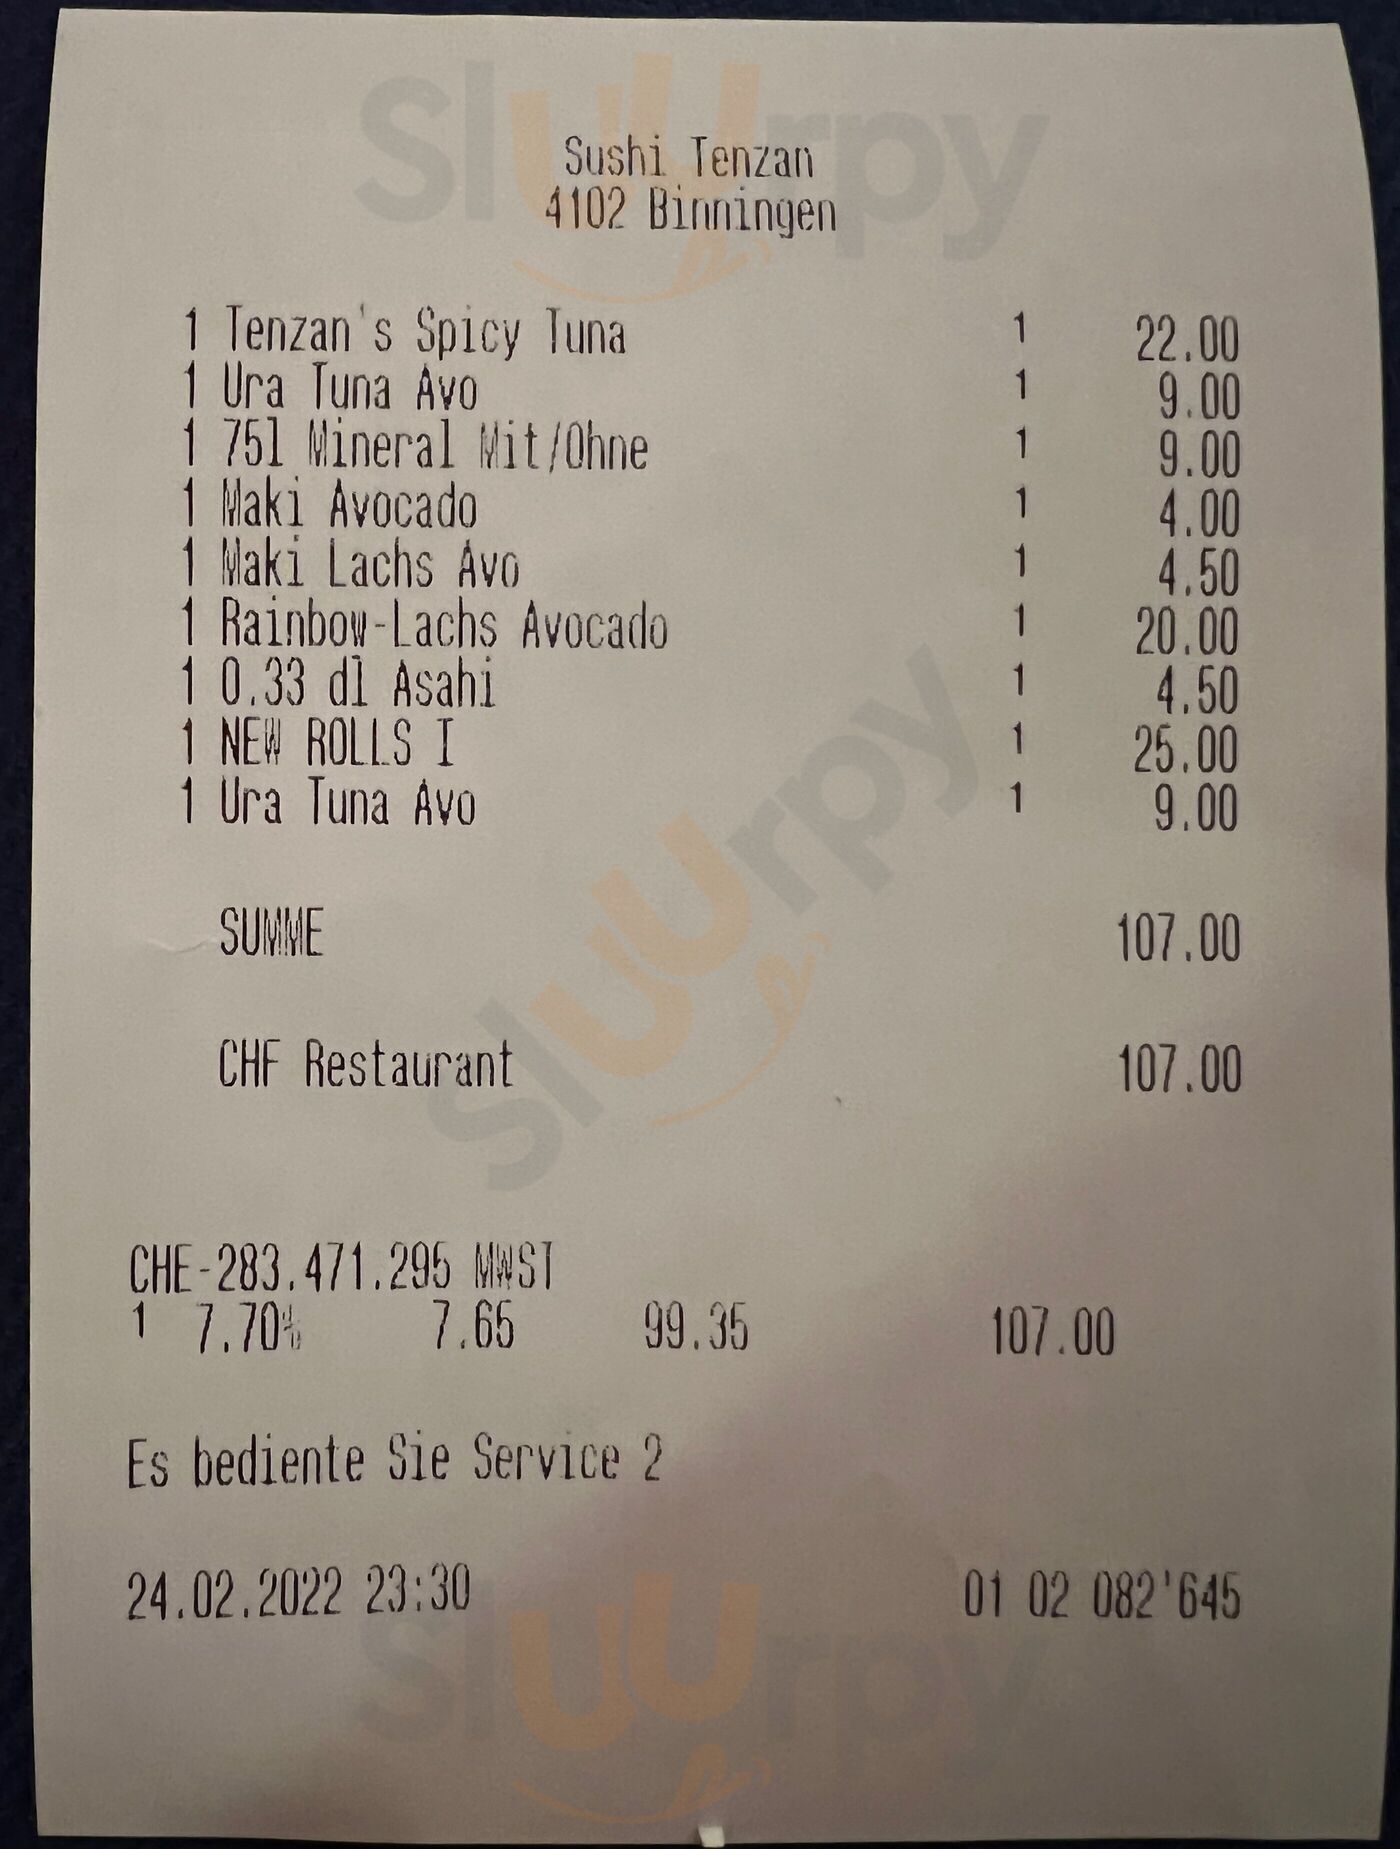 Sluurpy
Sushi Tenzan
4102 Binningen
1 Tenzan's Spicy Tuna 1 22.00
1 Ura Tuna Avo 1 9.00
1 75l Mineral Mit/Ohne 1 9.00
1 Maki Avocado 1 4.00
1 Maki Lachs Avo 1 4.50
1 Rainbow-Lachs Avocado 1 20.00
1 0.33 dl Asahi 1 4.50
1 NEW ROLLS I 1 25.00
1 Ura Tuna Avo 1 9.00
Sluurpy
SUMME 107.00
CHF Restaurant 107.00
CHE-283.471.295 MWST
1 7.70% 7.65 99.35 107.00
Es bediente Sie Service 2
24.02.2022 23:30 01 02 082'645
Sluurpy